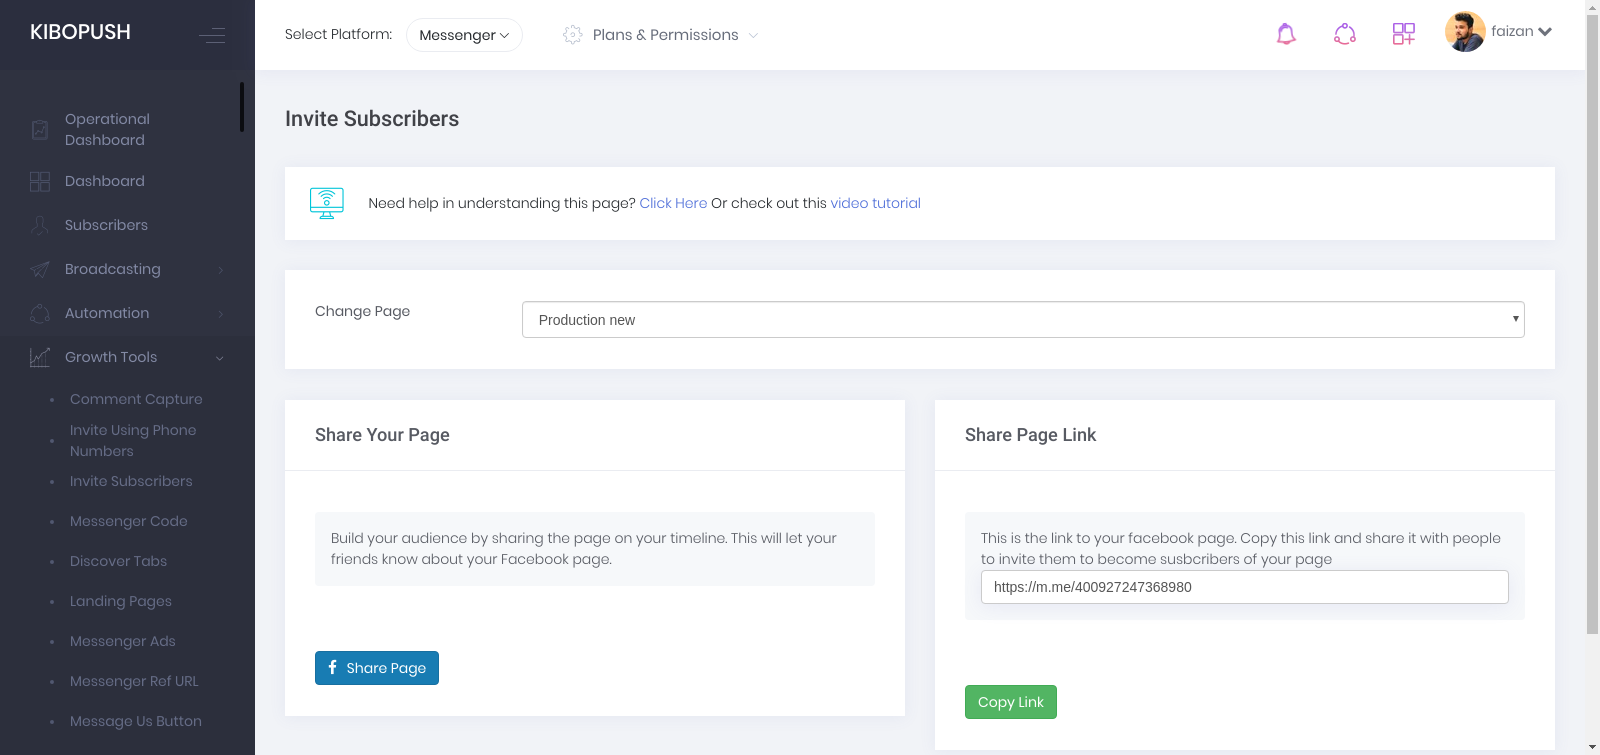 KIBOPUSH
Select Platform: Messenger
Plans & Permissions
faizan
Operational
Dashboard
Dashboard
Subscribers
Broadcasting
Automation
Growth Tools
Comment Capture
Invite Using Phone
Numbers
Invite Subscribers
Messenger Code
Discover Tabs
Landing Pages
Messenger Ads
Messenger Ref URL
Message Us Button
Invite Subscribers
Need help in understanding this page? Click Here Or check out this video tutorial
Change Page
Production new
Share Your Page
Build your audience by sharing the page on your timeline. This will let your
friends know about your Facebook page.
Share Page
Share Page Link
This is the link to your facebook page. Copy this link and share it with people
to invite them to become susbcribers of your page
https://m.me/400927247368980
Copy Link